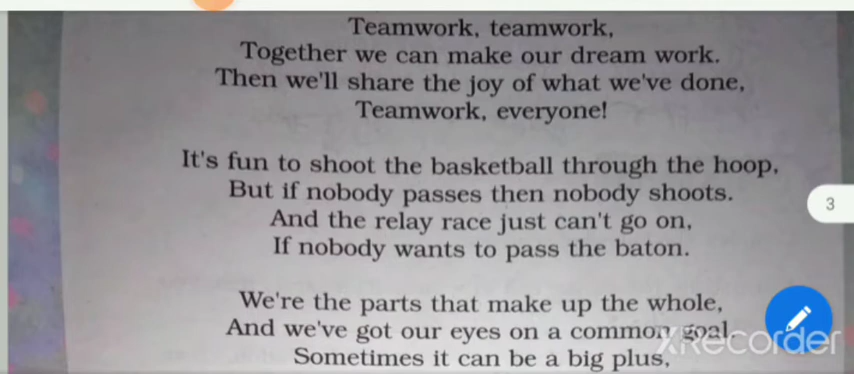 Teamwork, teamwork,
Together we can make our dream work.
Then we'll share the joy of what we've done,
Teamwork, everyone!
It's fun to shoot the basketball through the hoop,
But if nobody passes then nobody shoots.
And the relay race just can't go on,
If nobody wants to pass the baton.
3
We're the parts that make up the whole,
And we've got our eyes on a common goal
XRecorder
Sometimes it can be a big plus,